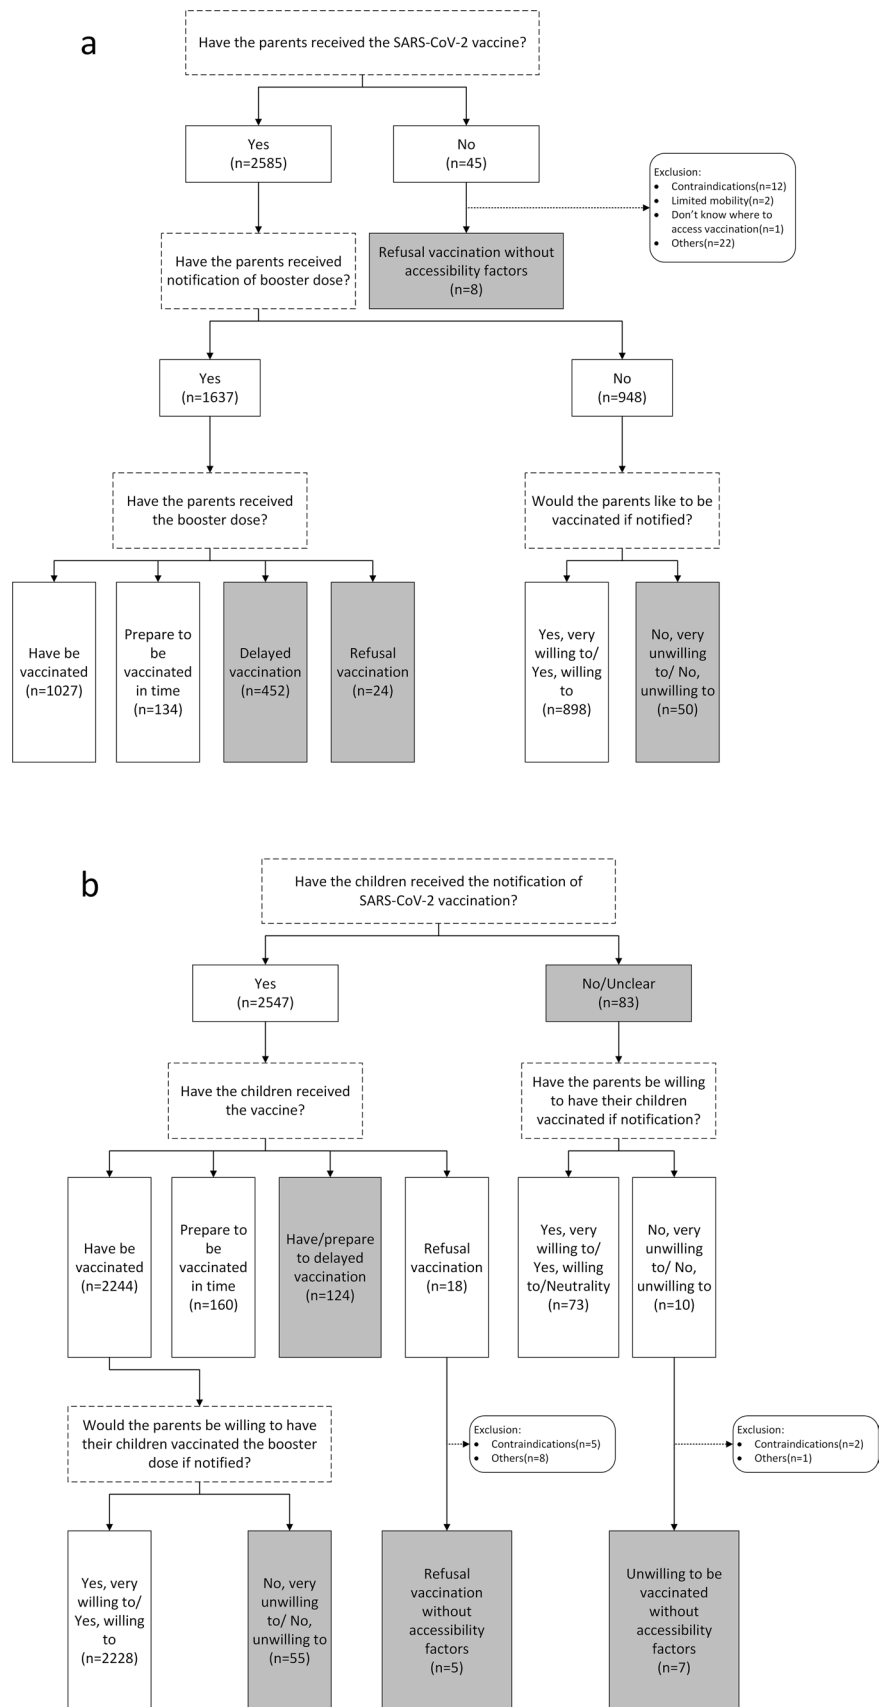 a
Have the parents received the SARS-CoV-2 vaccine?
Yes
(n=2585)
No
(n=45)
Exclusion:
• Contraindications(n=12)
• Limited mobility(n=2)
• Don't know where to
access vaccination(n=1)
• Others(n=22)
Have the parents received
notification of booster dose?
Refusal vaccination without
accessibility factors
(n=8)
Yes
(n=1637)
No
(n=948)
Have the parents received
the booster dose?
Would the parents like to be
vaccinated if notified?
Have be
vaccinated
(n=1027)
Prepare to
be
vaccinated
in time
(n=134)
Delayed
vaccination
(n=452)
Refusal
vaccination
(n=24)
Yes, very
willing to/
Yes, willing
to
(n=898)
No, very
unwilling
to/ No,
unwilling to
(n=50)
b
Have the children received the notification of
SARS-CoV-2 vaccination?
Yes
(n=2547)
No/Unclear
(n=83)
Have the children received
the vaccine?
Have the parents be willing
to have their children
vaccinated if notification?
Have be
vaccinated
(n=2244)
Prepare to
be
vaccinated
in time
(n=160)
Have/prepare
to delayed
vaccination
(n=124)
Refusal
vaccination
(n=18)
Yes, very
willing to/
Yes, willing
to/Neutrality
(n=73)
No, very
unwilling
to/ No,
unwilling to
(n=10)
Would the parents be willing to have
their children vaccinated the booster
dose if notified?
Exclusion:
• Contraindications(n=5)
• Others(n=8)
Exclusion:
• Contraindications(n=2)
• Others(n=1)
Yes, very
willing to/
Yes, willing
to
(n=2228)
No, very
unwilling
to/ No,
unwilling to
(n=55)
Refusal
vaccination
without
accessibility
factors
(n=5)
Unwilling to be
vaccinated
without
accessibility
factors
(n=7)